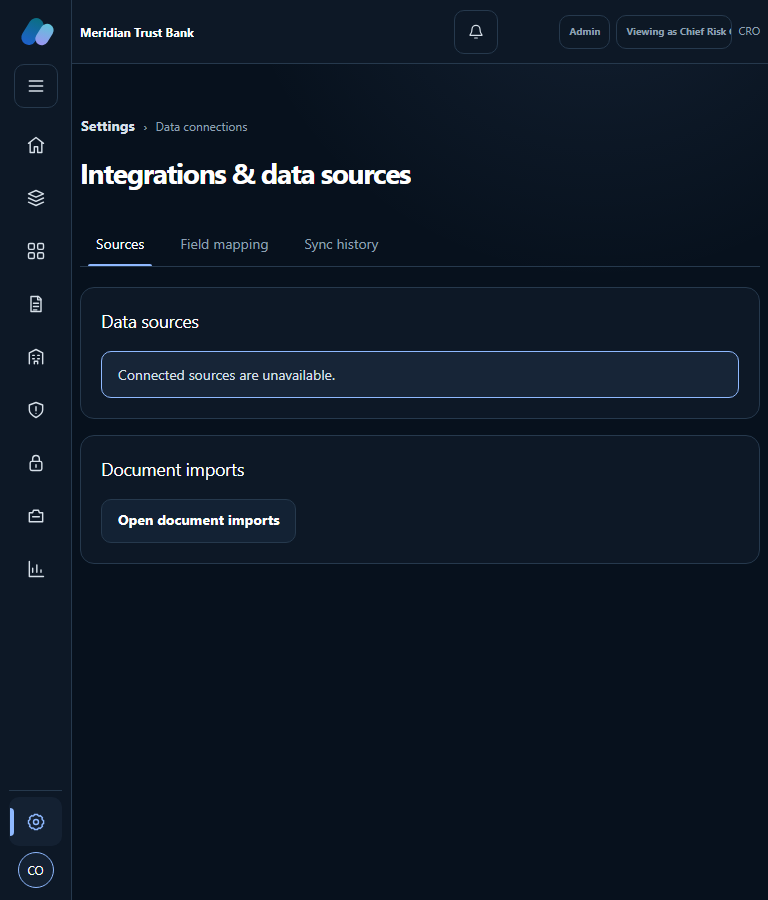 Meridian Trust Bank
Admin
Viewing as Chief Risk
CRO
Settings › Data connections
Integrations & data sources
Sources Field mapping Sync history
Data sources
Connected sources are unavailable.
Document imports
Open document imports
CO